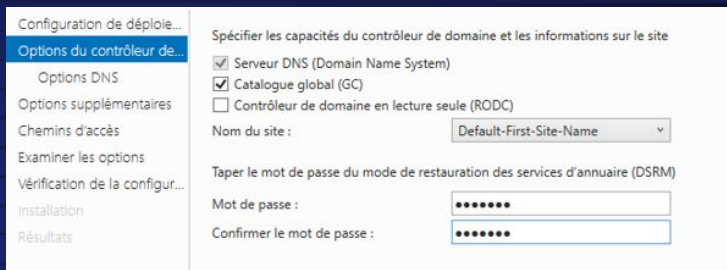 Configuration de déploie...
Options du contrôleur de...
Options DNS
Options supplémentaires
Chemins d'accès
Examiner les options
Vérification de la configur...
Installation
Résultats
Spécifier les capacités du contrôleur de domaine et les informations sur le site
Serveur DNS (Domain Name System)
Catalogue global (GC)
Contrôleur de domaine en lecture seule (RODC)
Nom du site : Default-First-Site-Name
Taper le mot de passe du mode de restauration des services d'annuaire (DSRM)
Mot de passe : •••••••
Confirmer le mot de passe : •••••••